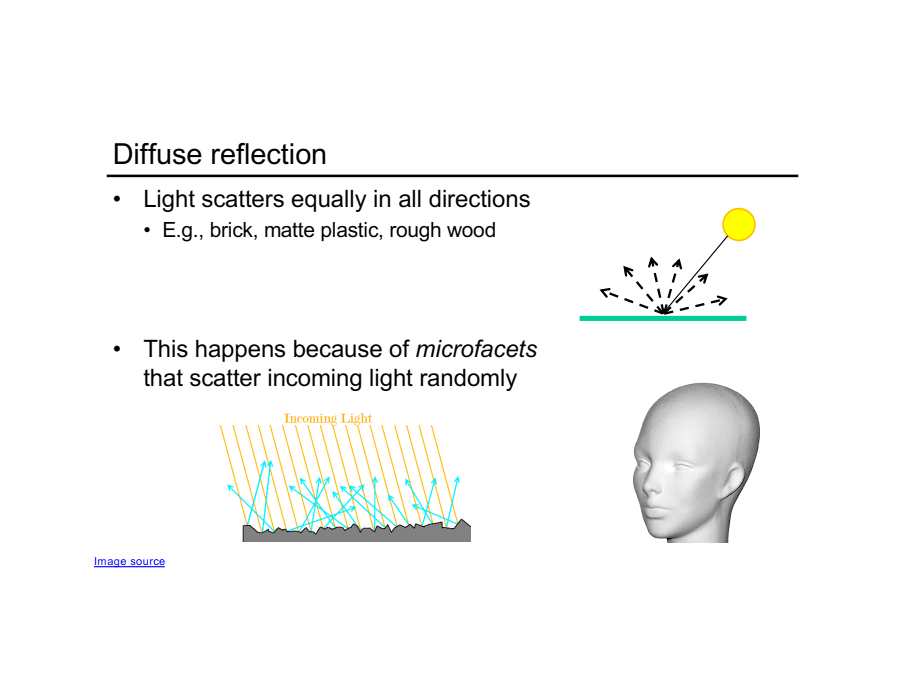 Diffuse reflection
• Light scatters equally in all directions
• E.g., brick, matte plastic, rough wood
• This happens because of microfacets
that scatter incoming light randomly
Incoming Light
Image source